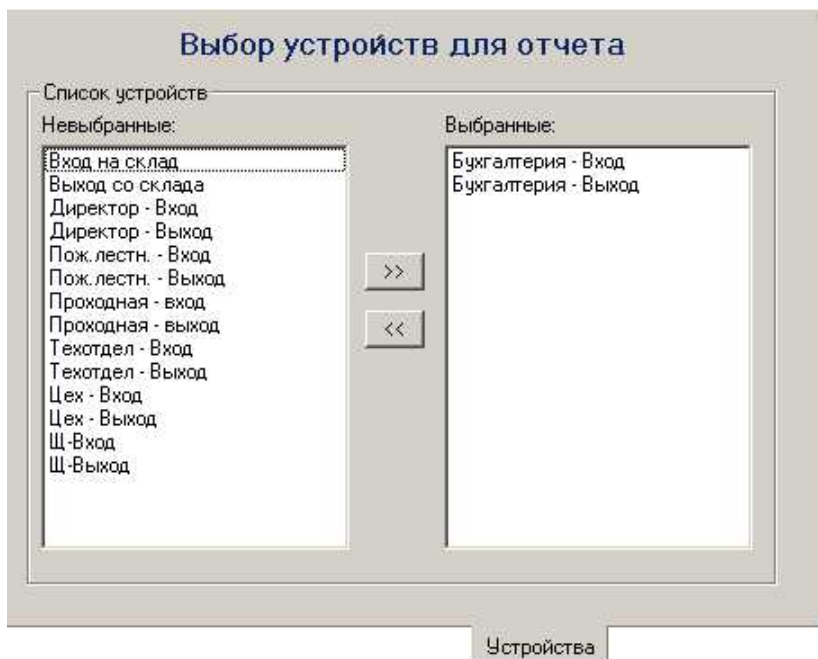 Выбор устройств для отчета
Список устройств
Невыбранные:
Вход на склад
Выход со склада
Директор - Вход
Директор - Выход
Пож.лестн. - Вход
Пож.лестн. - Выход
Проходная - вход
Проходная - выход
Техотдел - Вход
Техотдел - Выход
Цех - Вход
Цех - Выход
Щ-Вход
Щ-Выход
>>
<<
Выбранные:
Бухгалтерия - Вход
Бухгалтерия - Выход
Устройства